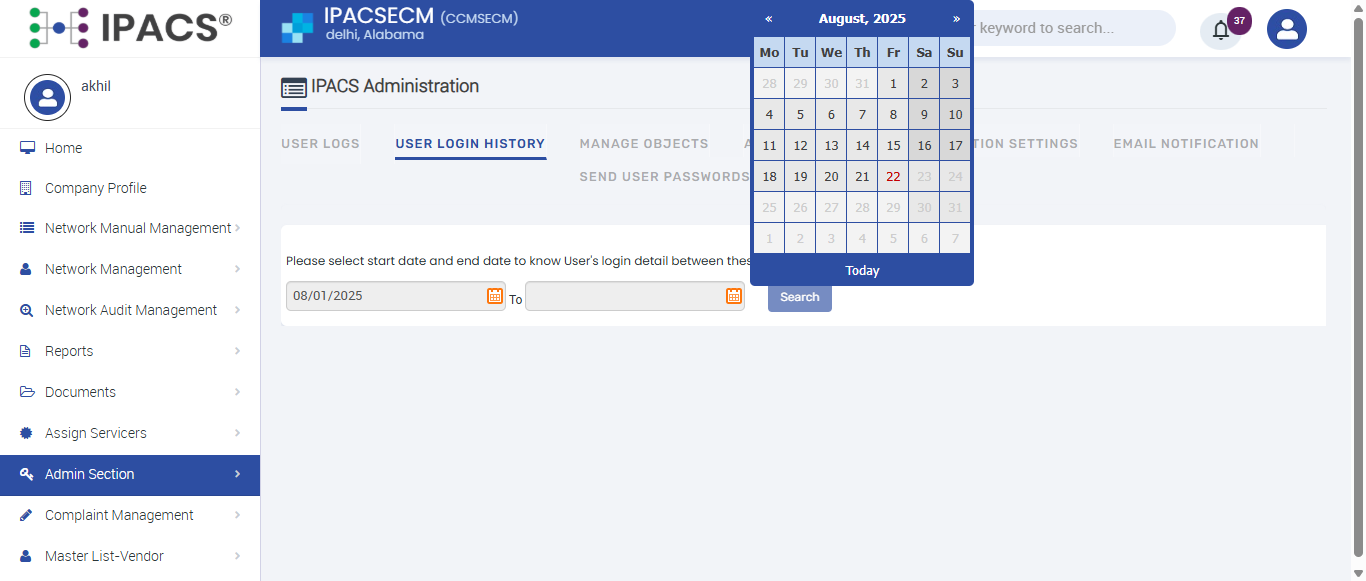 IPACS®
akhil
Home
Company Profile
Network Manual Management
Network Management
Network Audit Management
Reports
Documents
Assign Servicers
Admin Section
Complaint Management
Master List-Vendor
IPACSECM (CCMSECM)
delhi, Alabama
keyword to search...
37
IPACS Administration
USER LOGS
USER LOGIN HISTORY
MANAGE OBJECTS
TION SETTINGS
EMAIL NOTIFICATION
SEND USER PASSWORDS
Please select start date and end date to know User's login detail between thes
08/01/2025
To
Search
« August, 2025 »
Mo Tu We Th Fr Sa Su
28 29 30 31 1 2 3
4 5 6 7 8 9 10
11 12 13 14 15 16 17
18 19 20 21 22 23 24
25 26 27 28 29 30 31
1 2 3 4 5 6 7
Today